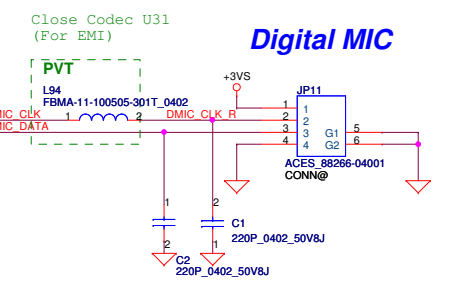 Close Codec U31
(For EMI)
Digital MIC
PVT
L94
FBMA-11-100505-301T_0402
+3VS
JP11
MIC_CLK
1
2
DMIC_CLK_R
MIC_DATA
1
2
3
4
1
2
3
4
G1
G2
5
6
ACES_88266-04001
CONN@
1
2
C2
220P_0402_50V8J
2
1
C1
220P_0402_50V8J